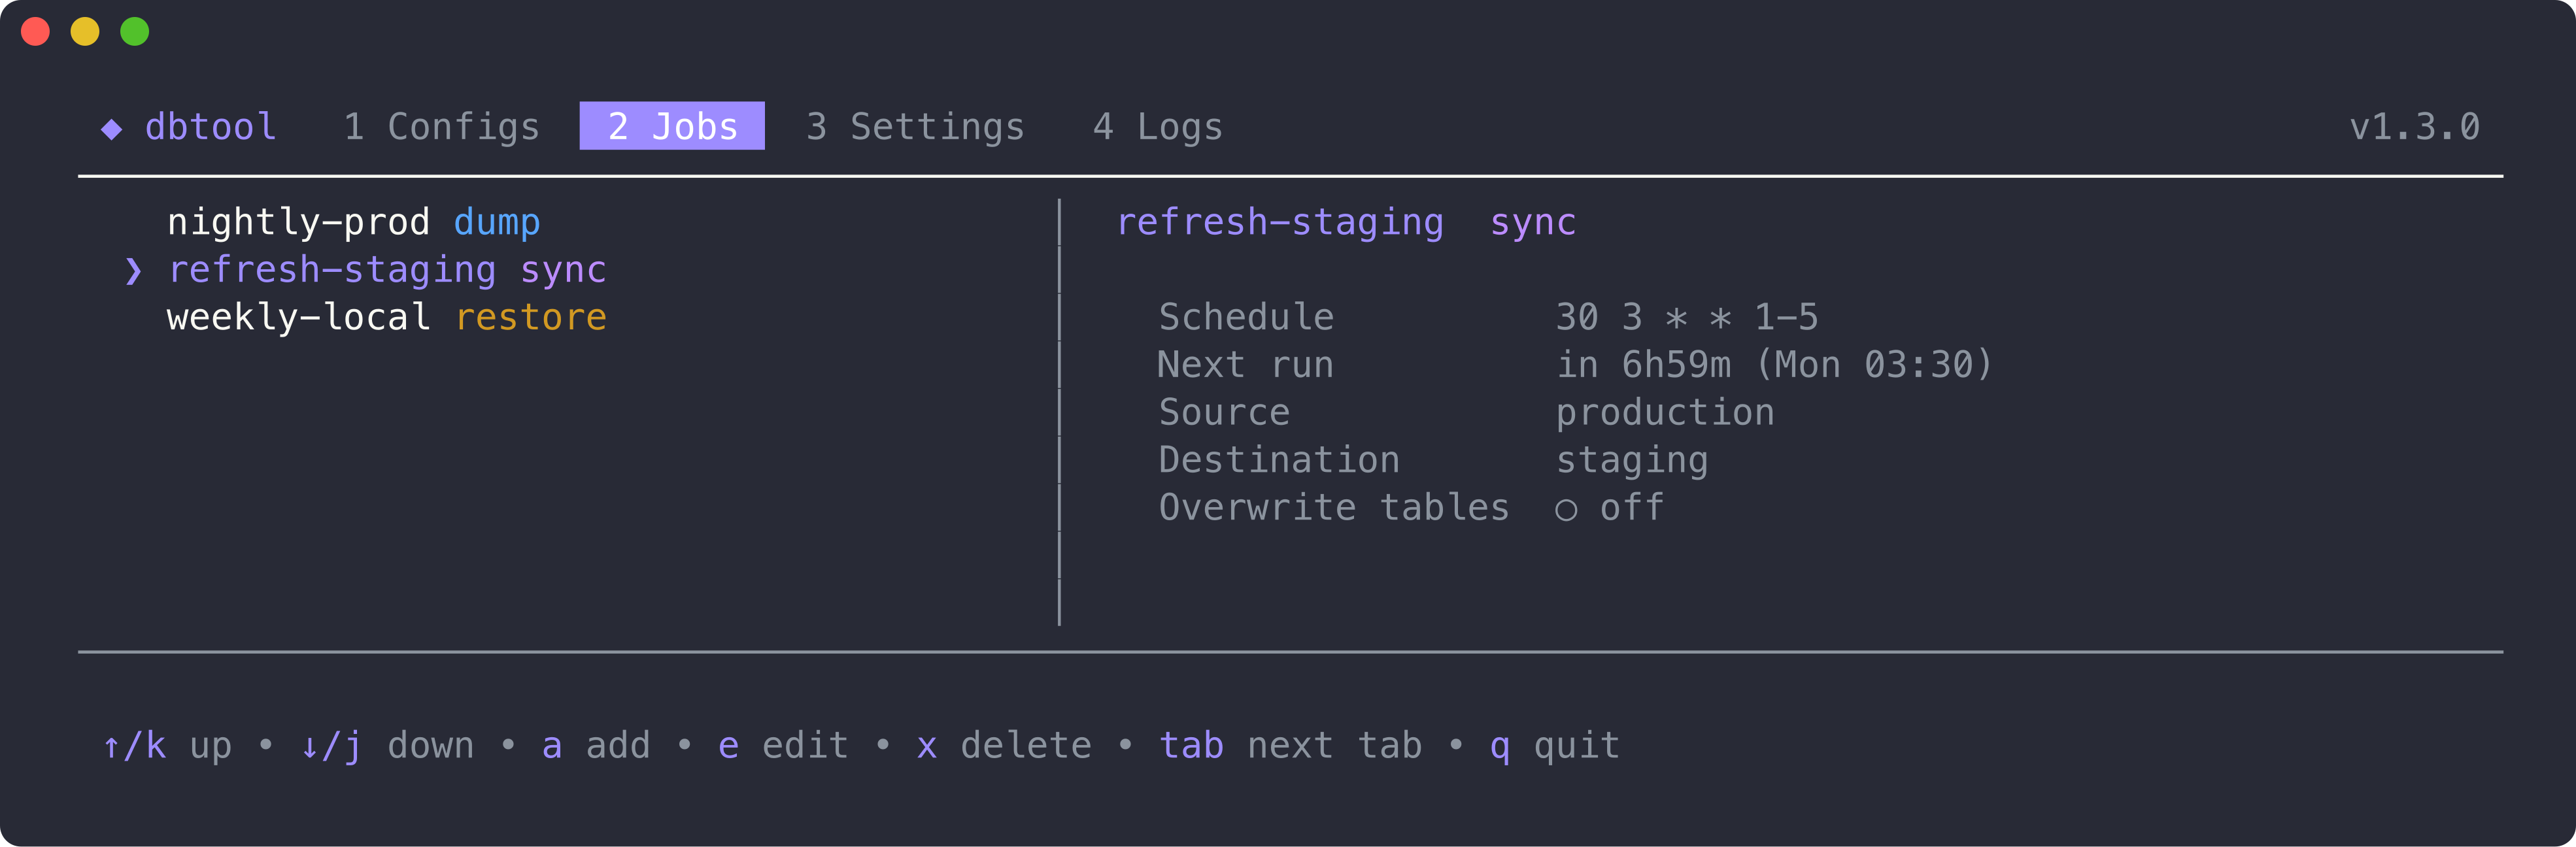 ◆ dbtool 1 Configs 2 Jobs 3 Settings 4 Logs v1.3.0
nightly-prod dump
❯ refresh-staging sync
weekly-local restore
refresh-staging sync
Schedule 30 3 * * 1-5
Next run in 6h59m (Mon 03:30)
Source production
Destination staging
Overwrite tables ○ off
↑/k up • ↓/j down • a add • e edit • x delete • tab next tab • q quit